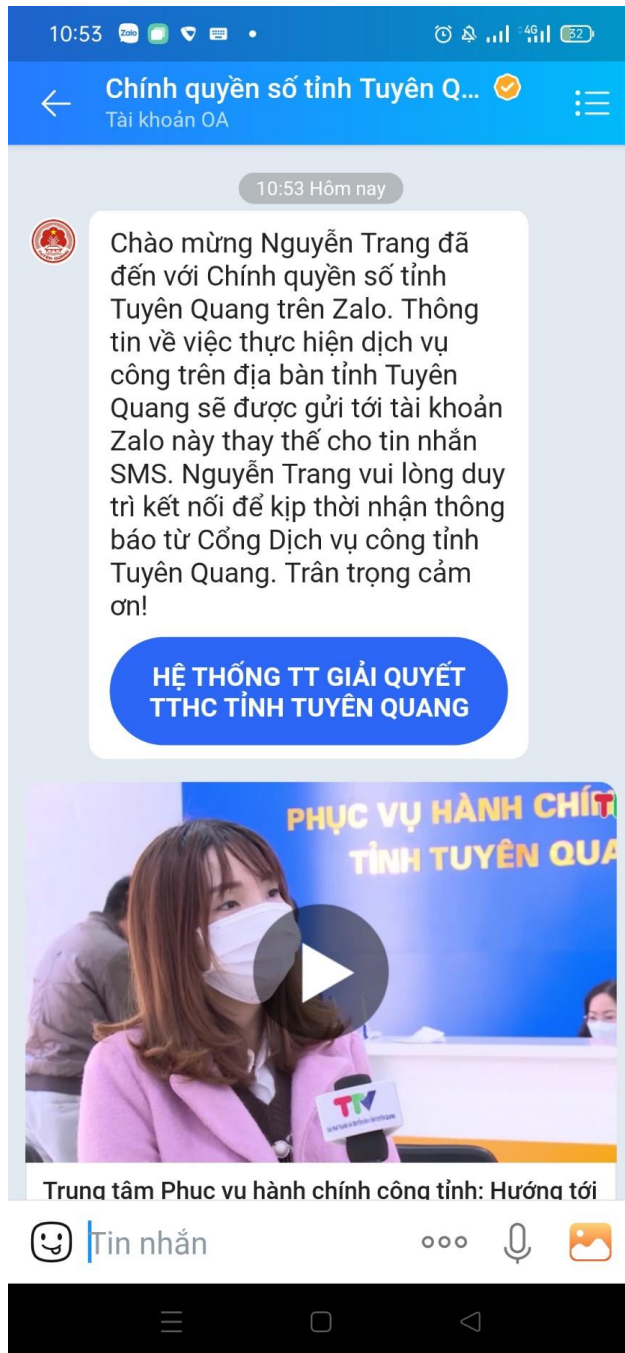 10:53
Zalo
4G
32
Chính quyền số tỉnh Tuyên Q...
Tài khoản OA
10:53 Hôm nay
Chào mừng Nguyễn Trang đã
đến với Chính quyền số tỉnh
Tuyên Quang trên Zalo. Thông
tin về việc thực hiện dịch vụ
công trên địa bàn tỉnh Tuyên
Quang sẽ được gửi tới tài khoản
Zalo này thay thế cho tin nhắn
SMS. Nguyễn Trang vui lòng duy
trì kết nối để kịp thời nhận thông
báo từ Cổng Dịch vụ công tỉnh
Tuyên Quang. Trân trọng cảm
ơn!
HỆ THỐNG TT GIẢI QUYẾT
TTHC TỈNH TUYÊN QUANG
PHỤC VỤ HÀNH CHÍ
TỈNH TUYÊN QUA
TTV
Trung tâm Phục vụ hành chính công tỉnh: Hướng tới
Tin nhắn